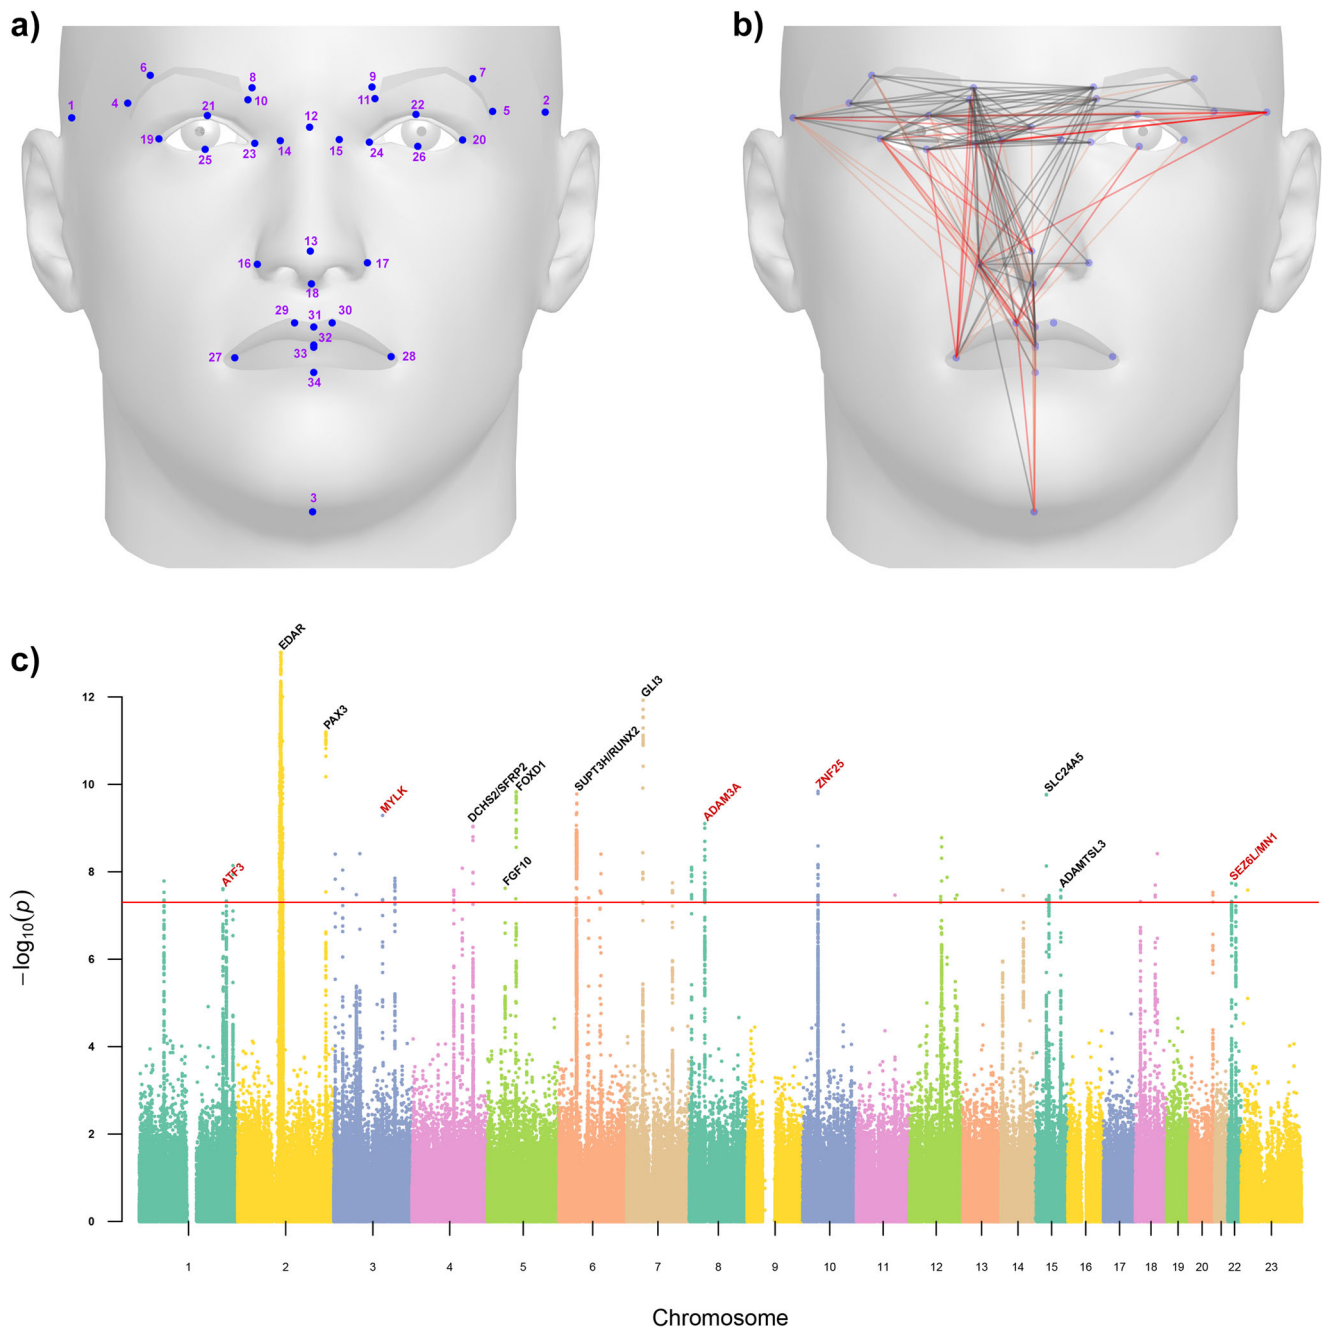 a)
b)
6
8
9
7
1
4
10
11
5
2
21
12
22
19
25
23
14
15
24
26
20
13
16
17
18
29
31
30
32
27
33
28
34
3
c)
EDAR
PAX3
MYLK
ATF3
DCHS2/SFRP2
FOXD1
FGF10
SUPT3H/RUNX2
GLI3
ADAM3A
ZNF25
SLC24A5
ADAMTSL3
SEZ6L/MN1
12
10
8
6
4
2
0
−log10(p)
1 2 3 4 5 6 7 8 9 10 11 12 13 14 15 16 17 18 19 20 22 23
Chromosome